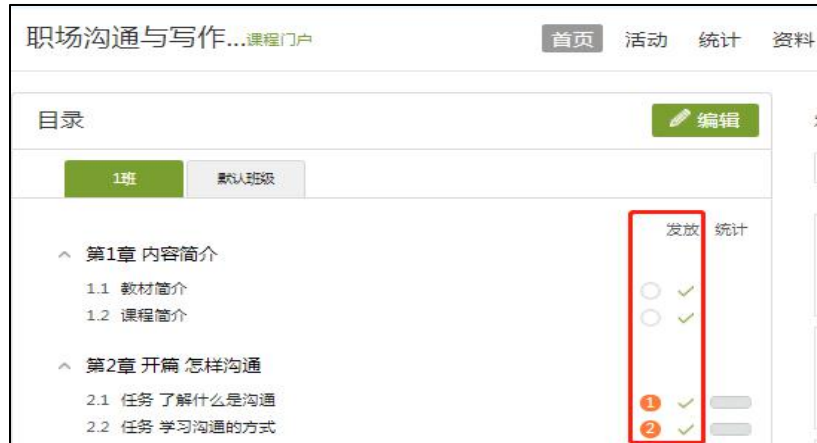 职场沟通与写作...课程门户 首页 活动 统计 资料
目录 编辑
1班 默认班级
发放 统计
第1章 内容简介
1.1 教材简介
1.2 课程简介
第2章 开篇 怎样沟通
2.1 任务 了解什么是沟通 1
2.2 任务 学习沟通的方式 2